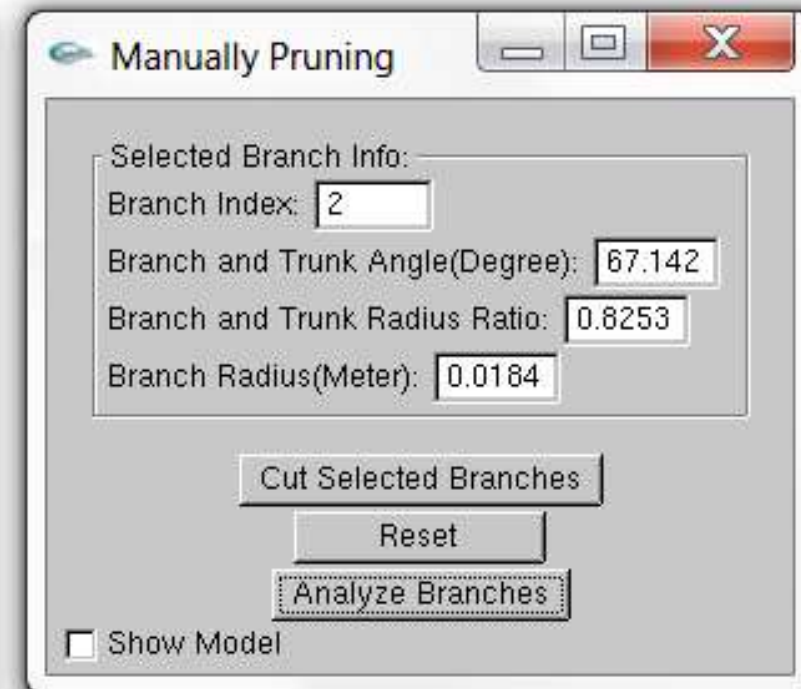 Manually Pruning
Selected Branch Info:
Branch Index: 2
Branch and Trunk Angle(Degree): 67.142
Branch and Trunk Radius Ratio: 0.8253
Branch Radius(Meter): 0.0184
Cut Selected Branches
Reset
Analyze Branches
Show Model